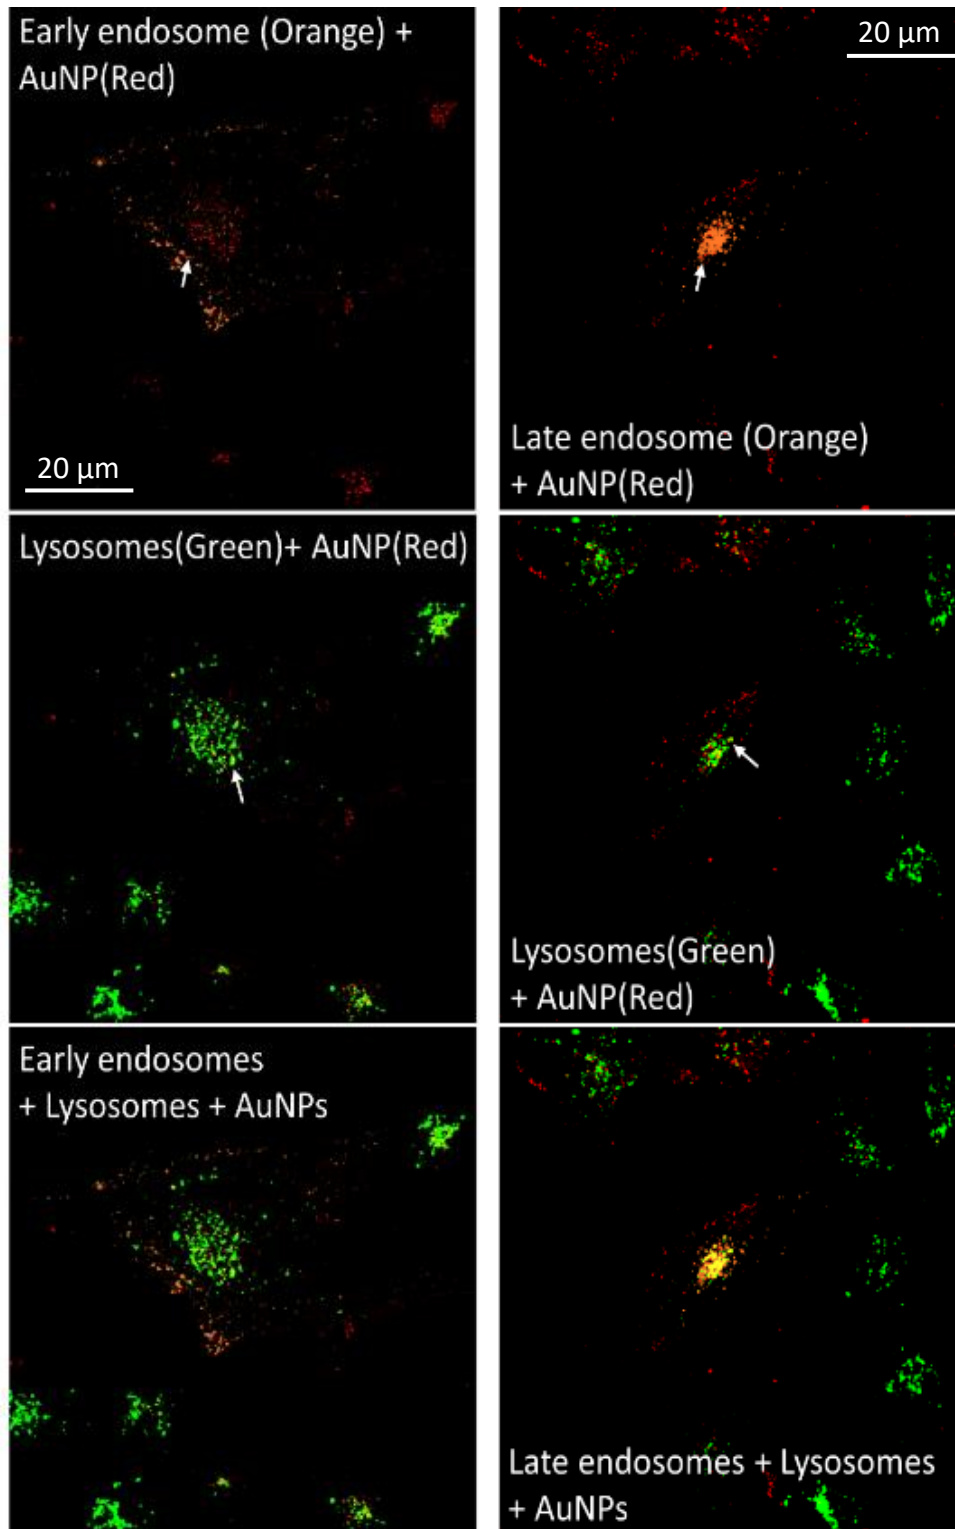 Early endosome (Orange) +
AuNP(Red)
20 µm
20 µm
Late endosome (Orange)
+ AuNP(Red)
Lysosomes(Green)+ AuNP(Red)
Lysosomes(Green)
+ AuNP(Red)
Early endosomes
+ Lysosomes + AuNPs
Late endosomes + Lysosomes
+ AuNPs